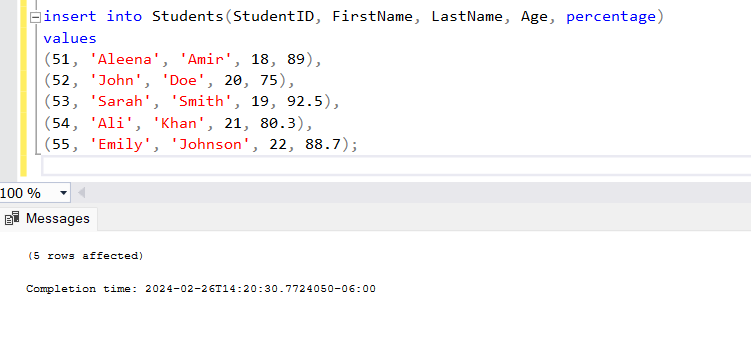 insert into Students(StudentID, FirstName, LastName, Age, percentage)
values
(51, 'Aleena', 'Amir', 18, 89),
(52, 'John', 'Doe', 20, 75),
(53, 'Sarah', 'Smith', 19, 92.5),
(54, 'Ali', 'Khan', 21, 80.3),
(55, 'Emily', 'Johnson', 22, 88.7);
100 %
Messages
(5 rows affected)
Completion time: 2024-02-26T14:20:30.7724050-06:00